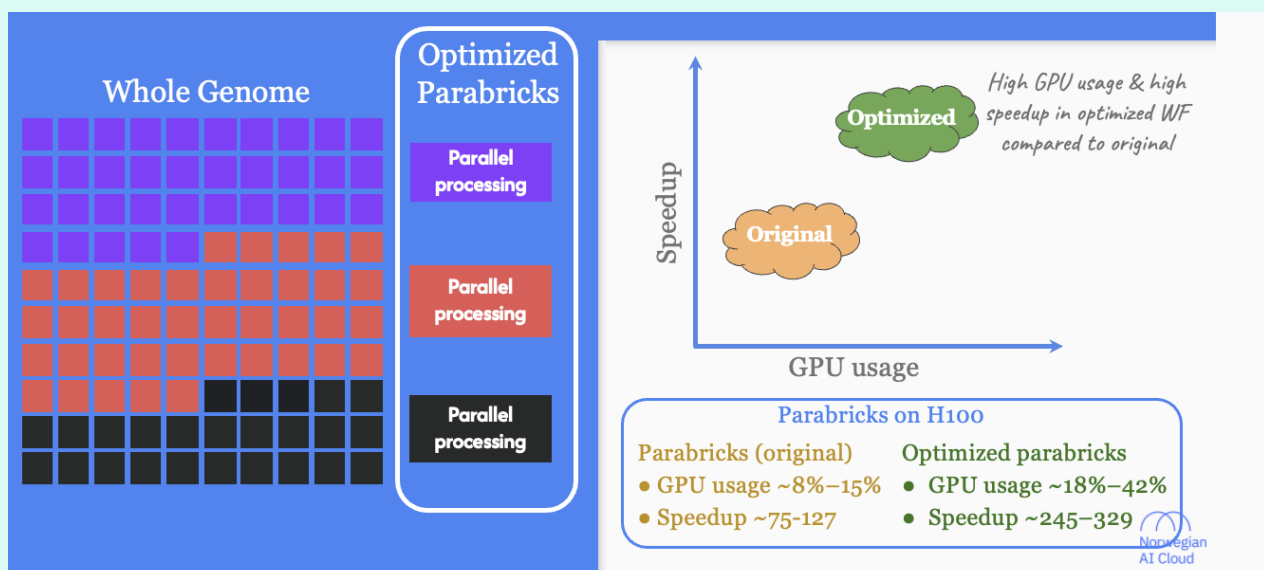 Whole Genome
Optimized
Parabricks
Parallel
processing
Parallel
processing
Parallel
processing
Speedup
GPU usage
Optimized
Original
High GPU usage & high
speedup in optimized WF
compared to original
Parabricks on H100
Parabricks (original)
● GPU usage ~8%–15%
● Speedup ~75-127
Optimized parabricks
● GPU usage ~18%–42%
● Speedup ~245–329
Norwegian
AI Cloud